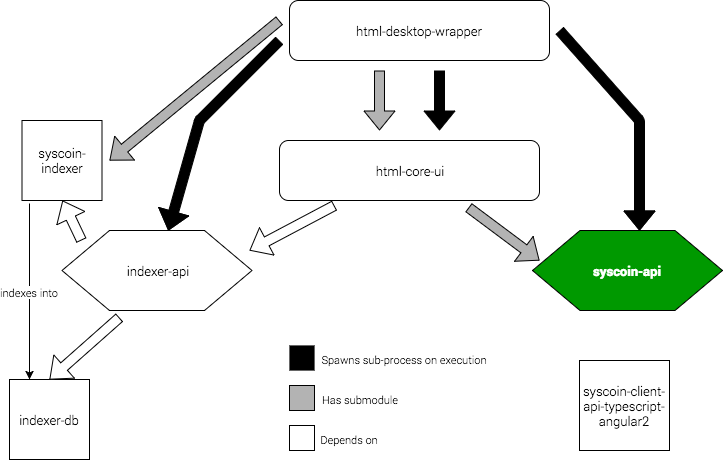 html-desktop-wrapper
syscoin-
indexer
html-core-ui
indexer-api
syscoin-api
indexes into
Spawns sub-process on execution
Has submodule
Depends on
indexer-db
syscoin-client-
api-typescript-
angular2